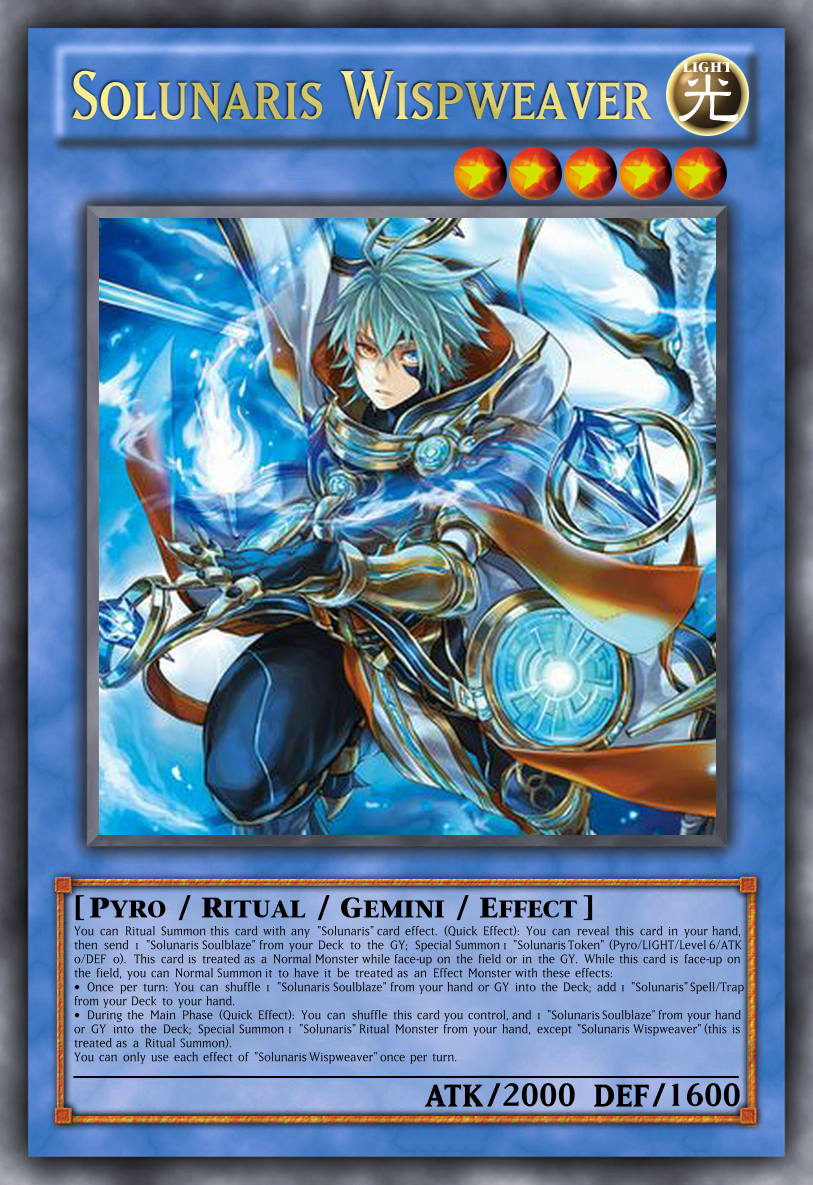 Solunaris Wispweaver
LIGHT
光
[ Pyro / Ritual / Gemini / Effect ]
You can Ritual Summon this card with any "Solunaris" card effect. (Quick Effect): You can reveal this card in your hand,
then send 1 "Solunaris Soulblaze" from your Deck to the GY; Special Summon 1 "Solunaris Token" (Pyro/LIGHT/Level 6/ATK
0/DEF 0). This card is treated as a Normal Monster while face-up on the field or in the GY. While this card is face-up on
the field, you can Normal Summon it to have it be treated as an Effect Monster with these effects:
• Once per turn: You can shuffle 1 "Solunaris Soulblaze" from your hand or GY into the Deck; add 1 "Solunaris" Spell/Trap
from your Deck to your hand.
• During the Main Phase (Quick Effect): You can shuffle this card you control, and 1 "Solunaris Soulblaze" from your hand
or GY into the Deck; Special Summon 1 "Solunaris" Ritual Monster from your hand, except "Solunaris Wispweaver" (this is
treated as a Ritual Summon).
You can only use each effect of "Solunaris Wispweaver" once per turn.
ATK/2000 DEF/1600